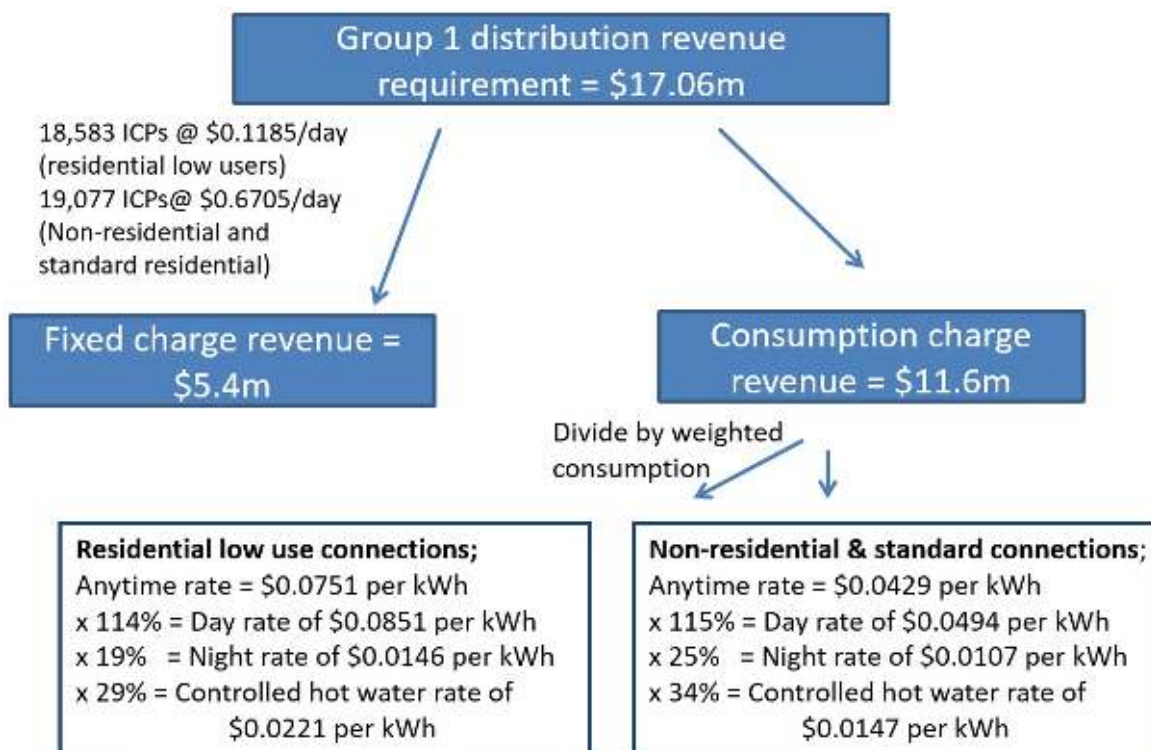 Group 1 distribution revenue
requirement = $17.06m
18,583 ICPs @ $0.1185/day
(residential low users)
19,077 ICPs@ $0.6705/day
(Non-residential and
standard residential)
Fixed charge revenue =
$5.4m
Consumption charge
revenue = $11.6m
Divide by weighted
consumption
Residential low use connections;
Anytime rate = $0.0751 per kWh
x 114% = Day rate of $0.0851 per kWh
x 19% = Night rate of $0.0146 per kWh
x 29% = Controlled hot water rate of
$0.0221 per kWh
Non-residential & standard connections;
Anytime rate = $0.0429 per kWh
x 115% = Day rate of $0.0494 per kWh
x 25% = Night rate of $0.0107 per kWh
x 34% = Controlled hot water rate of
$0.0147 per kWh